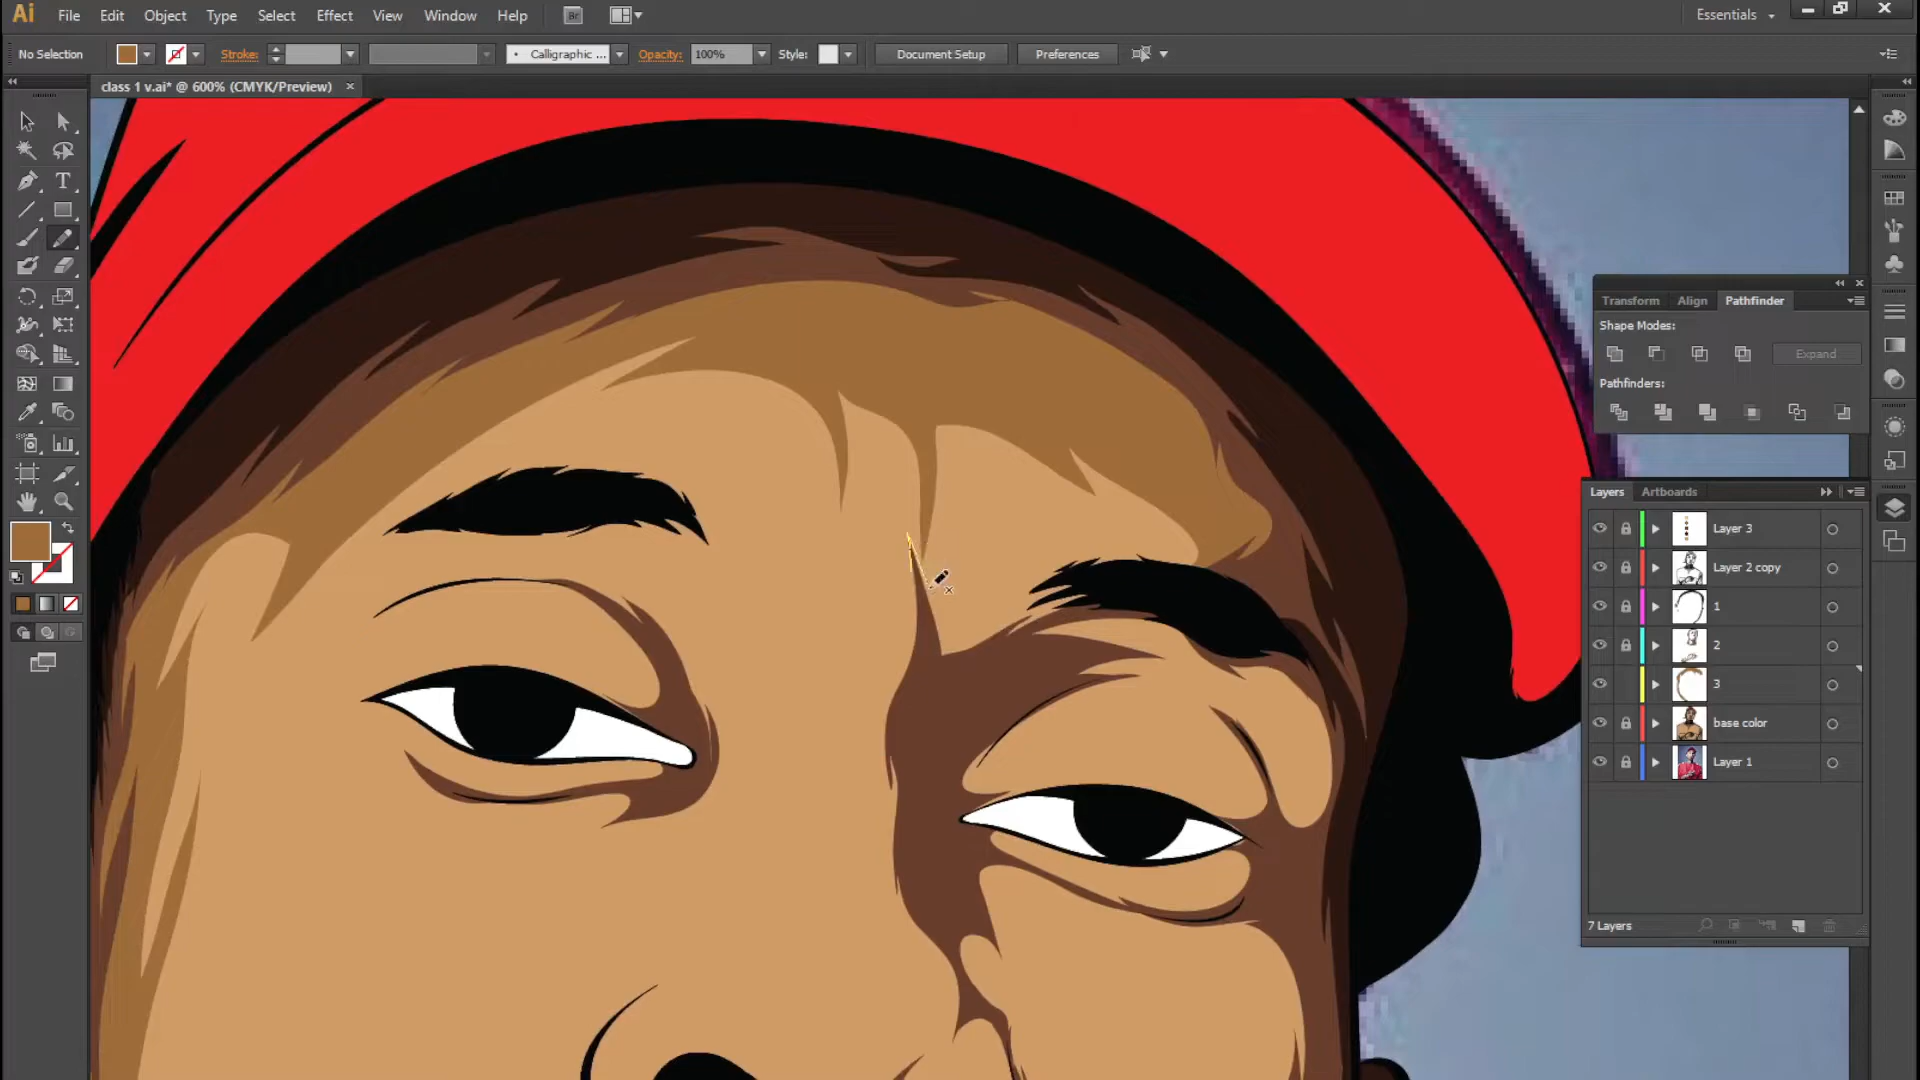 Ai File Edit Object Type Select Effect View Window Help Br Essentials
No Selection Stroke: Calligraphic ... Opacity: 100% Style: Document Setup Preferences
class 1 v.ai* @ 600% (CMYK/Preview)
T
Transform Align Pathfinder
Shape Modes:
Expand
Pathfinders:
Layers Artboards
Layer 3
Layer 2 copy
1
2
3
base color
Layer 1
7 Layers